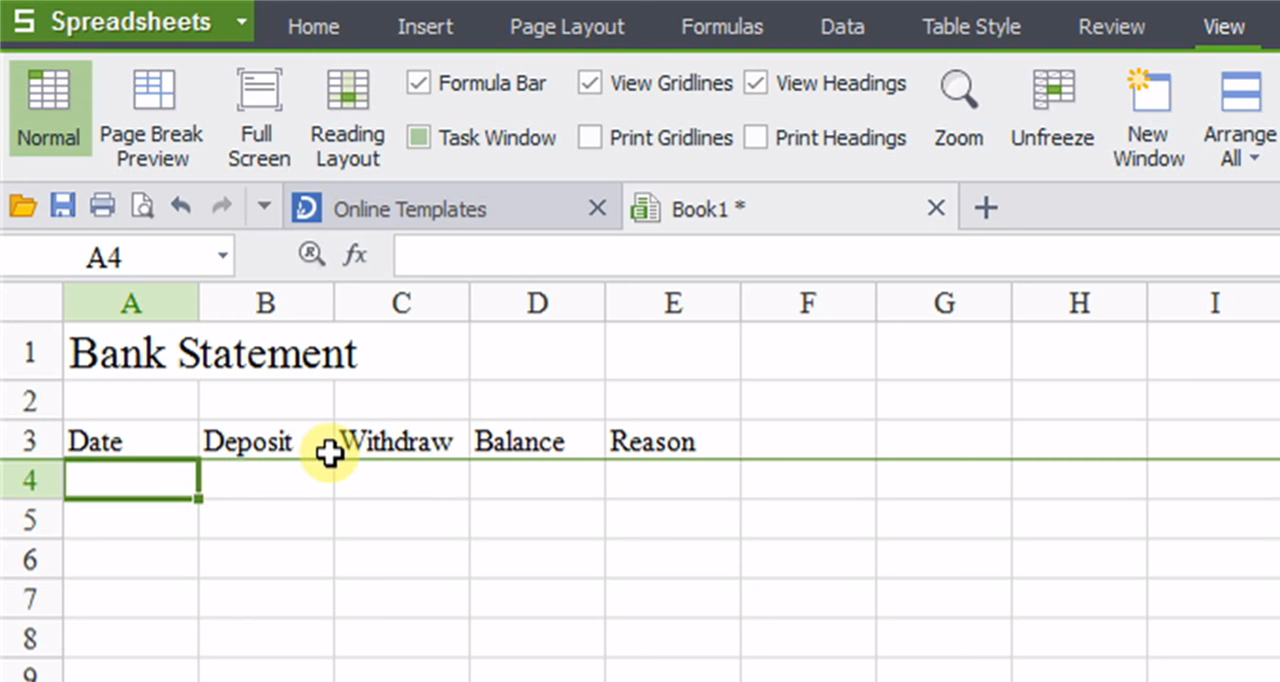 S Spreadsheets Home Insert Page Layout Formulas Data Table Style Review View
Formula Bar View Gridlines View Headings
Normal Page Break Preview Full Screen Reading Layout Task Window Print Gridlines Print Headings Zoom Unfreeze New Window Arrange All
Online Templates Book1 *
A4 fx
A B C D E F G H I
1 Bank Statement
2
3 Date Deposit Withdraw Balance Reason
4
5
6
7
8
9